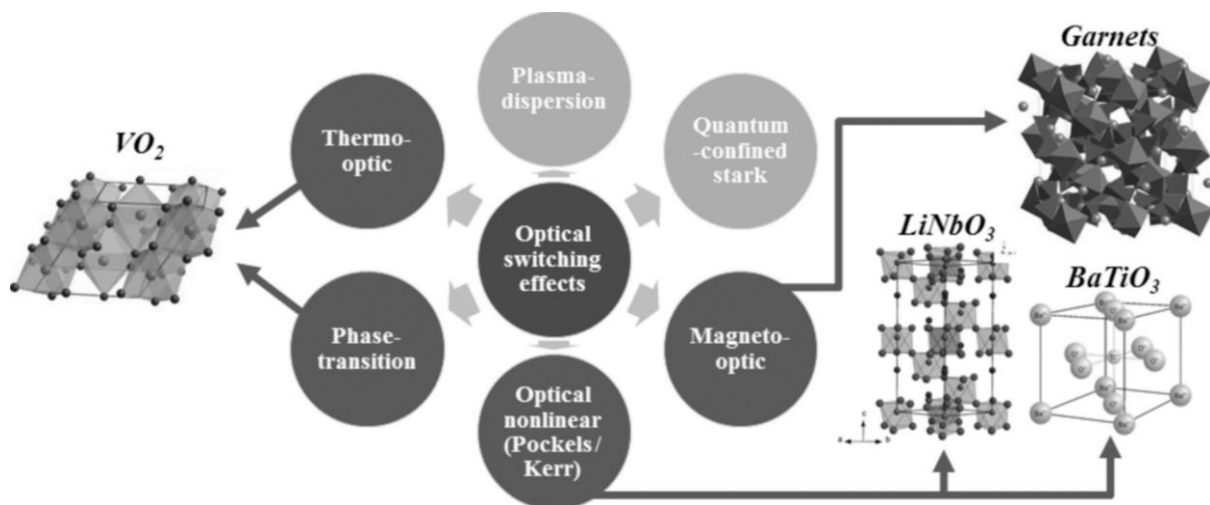 Garnets
Plasma-
dispersion
Thermo-
optic
Quantum
-confined
stark
VO₂
Optical
switching
effects
LiNbO₃
BaTiO₃
Phase-
transition
Magneto-
optic
Optical
nonlinear
(Pockels /
Kerr)
c
a
b